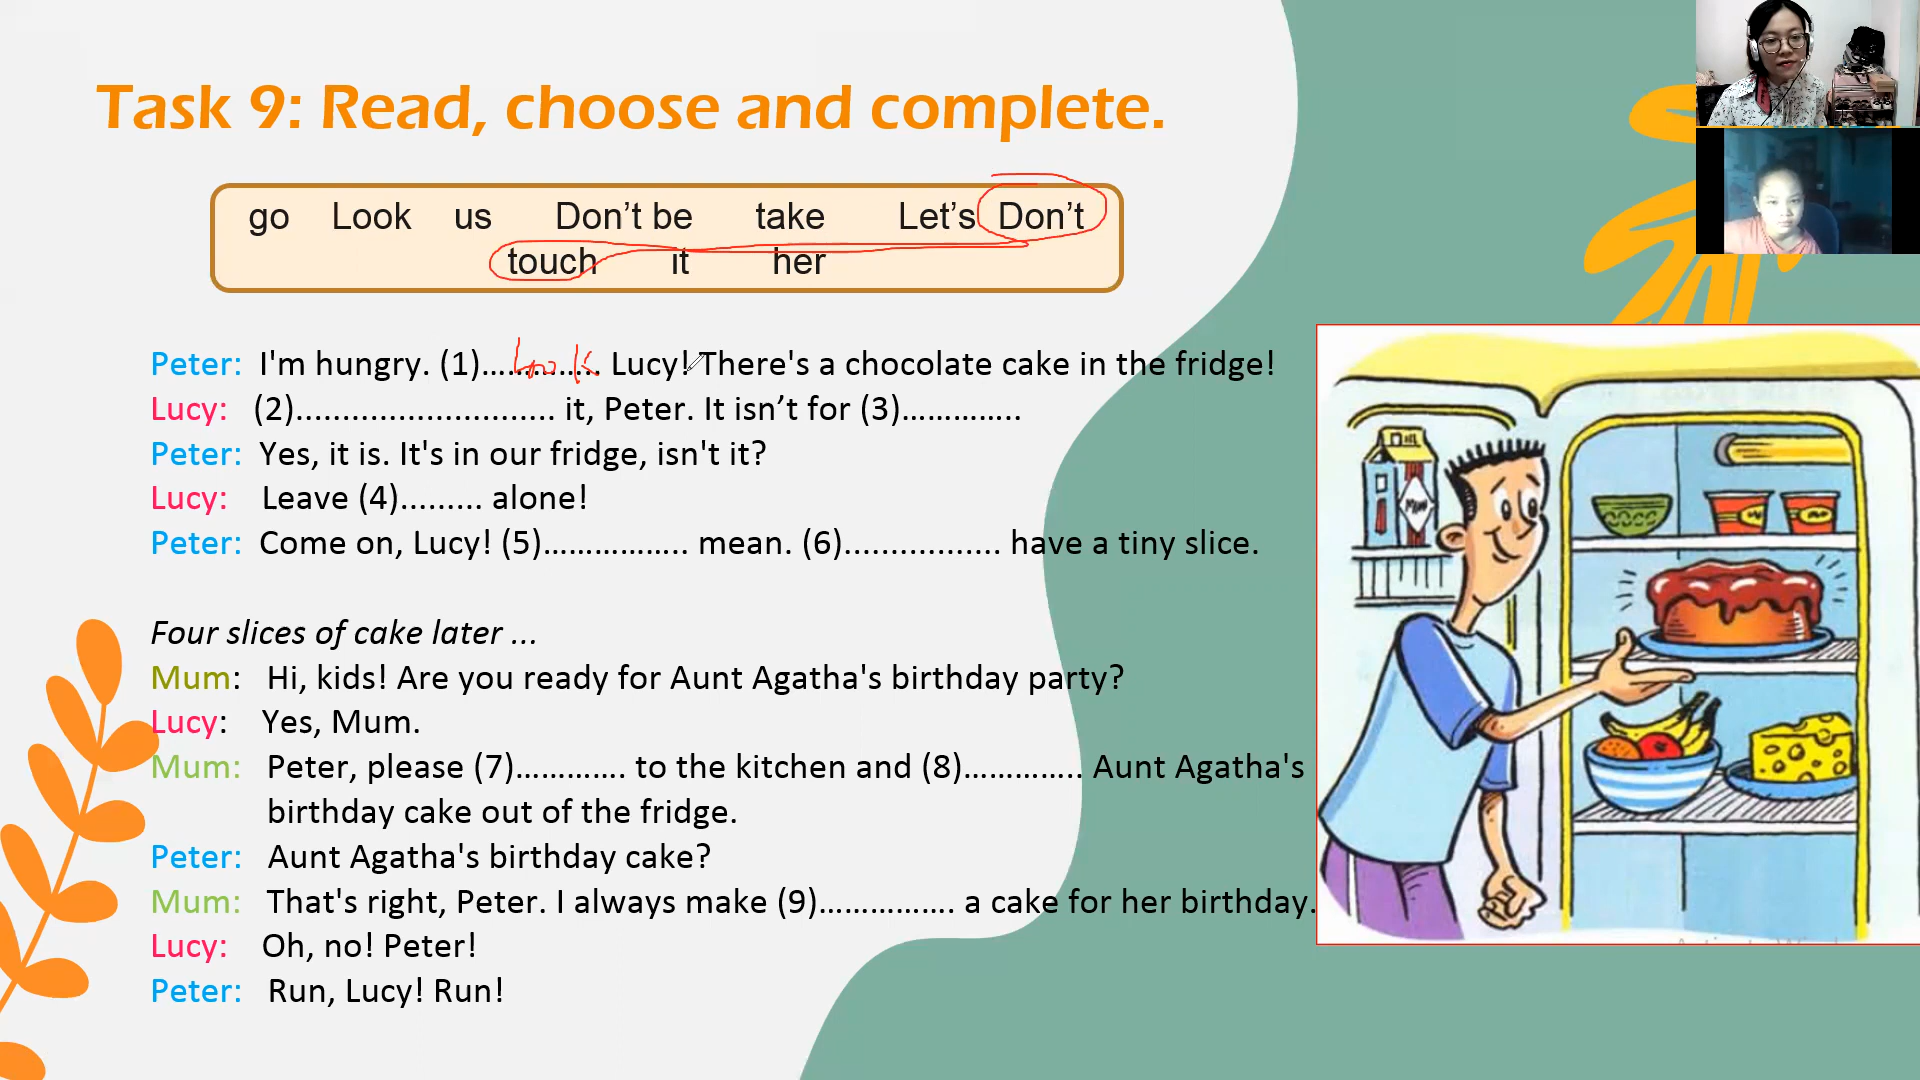 Task 9: Read, choose and complete.
go Look us Don't be take Let's Don't
touch it her
Peter: I'm hungry. (1)…Look… Lucy! There's a chocolate cake in the fridge!
Lucy: (2)............................ it, Peter. It isn’t for (3)…………..
Peter: Yes, it is. It's in our fridge, isn't it?
Lucy: Leave (4)......... alone!
Peter: Come on, Lucy! (5)…………….. mean. (6)................. have a tiny slice.
Four slices of cake later ...
Mum: Hi, kids! Are you ready for Aunt Agatha's birthday party?
Lucy: Yes, Mum.
Mum: Peter, please (7)…………. to the kitchen and (8)………….. Aunt Agatha's
birthday cake out of the fridge.
Peter: Aunt Agatha's birthday cake?
Mum: That's right, Peter. I always make (9)……………. a cake for her birthday.
Lucy: Oh, no! Peter!
Peter: Run, Lucy! Run!